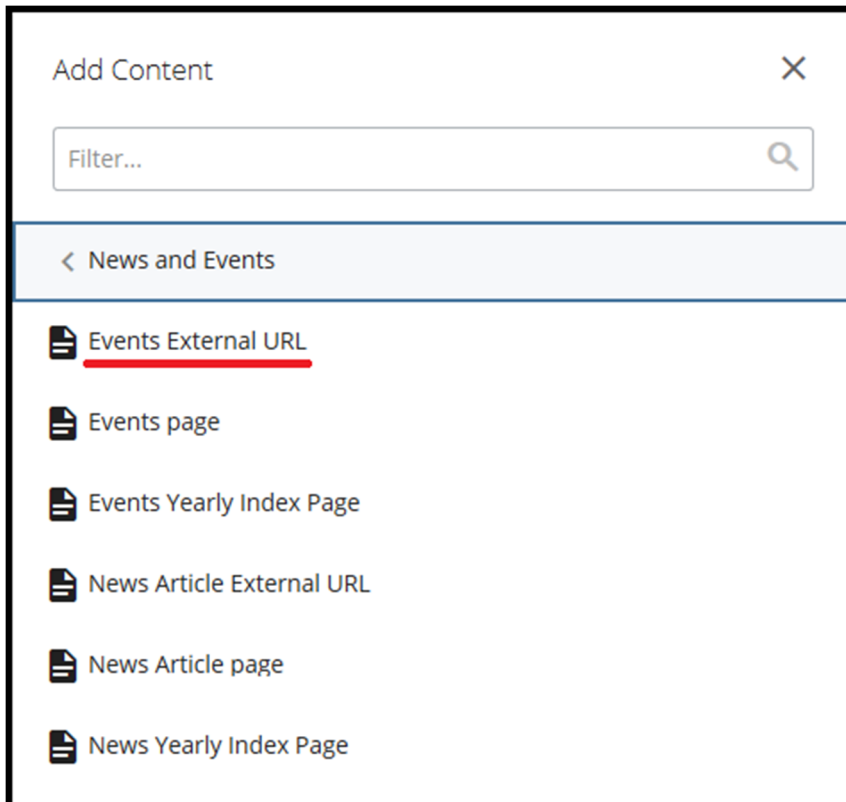 Add Content
Filter...
News and Events
Events External URL
Events page
Events Yearly Index Page
News Article External URL
News Article page
News Yearly Index Page